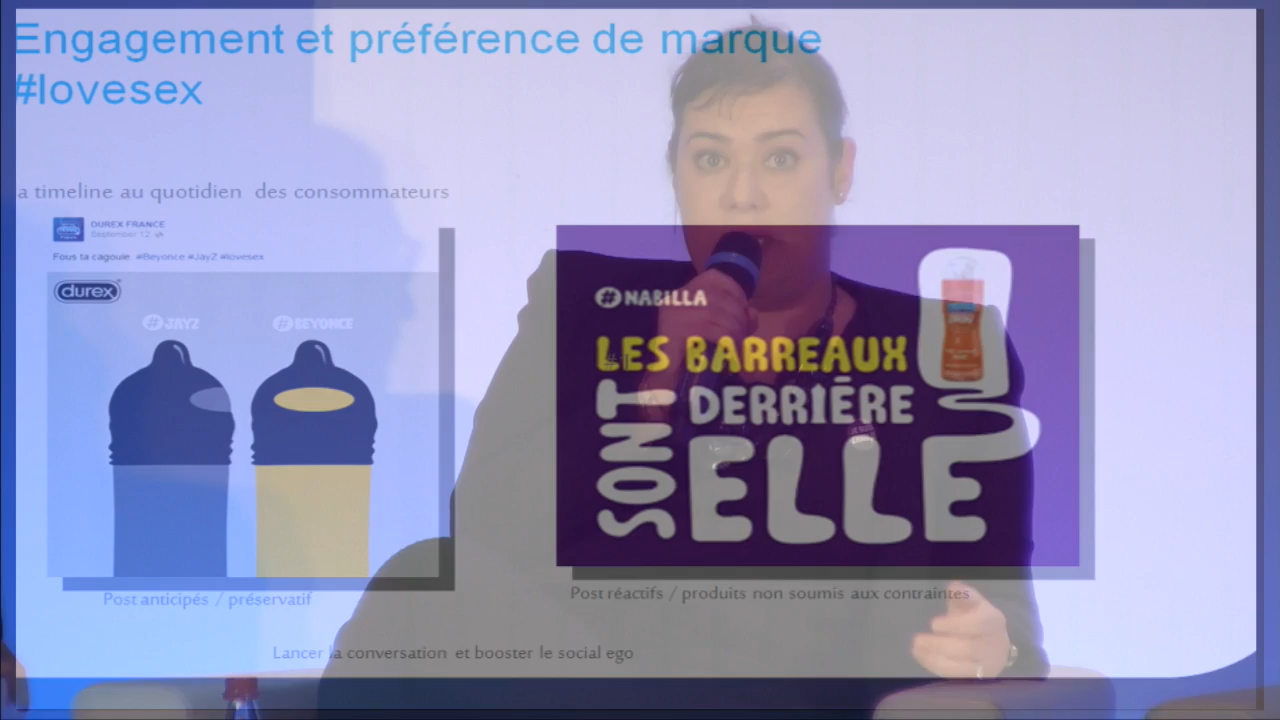 Engagement et préférence de marque
#lovesex
a timeline au quotidien des consommateurs
DUREX FRANCE
September 12
Fous ta cagoule. #Beyonce #JayZ #lovesex
durex
#JAYZ
#BEYONCE
Post anticipés / préservatif
#NABILLA
LES BARREAUX
SONT
DERRIÈRE
ELLE
Post réactifs / produits non soumis aux contraintes
Lancer la conversation et booster le social ego